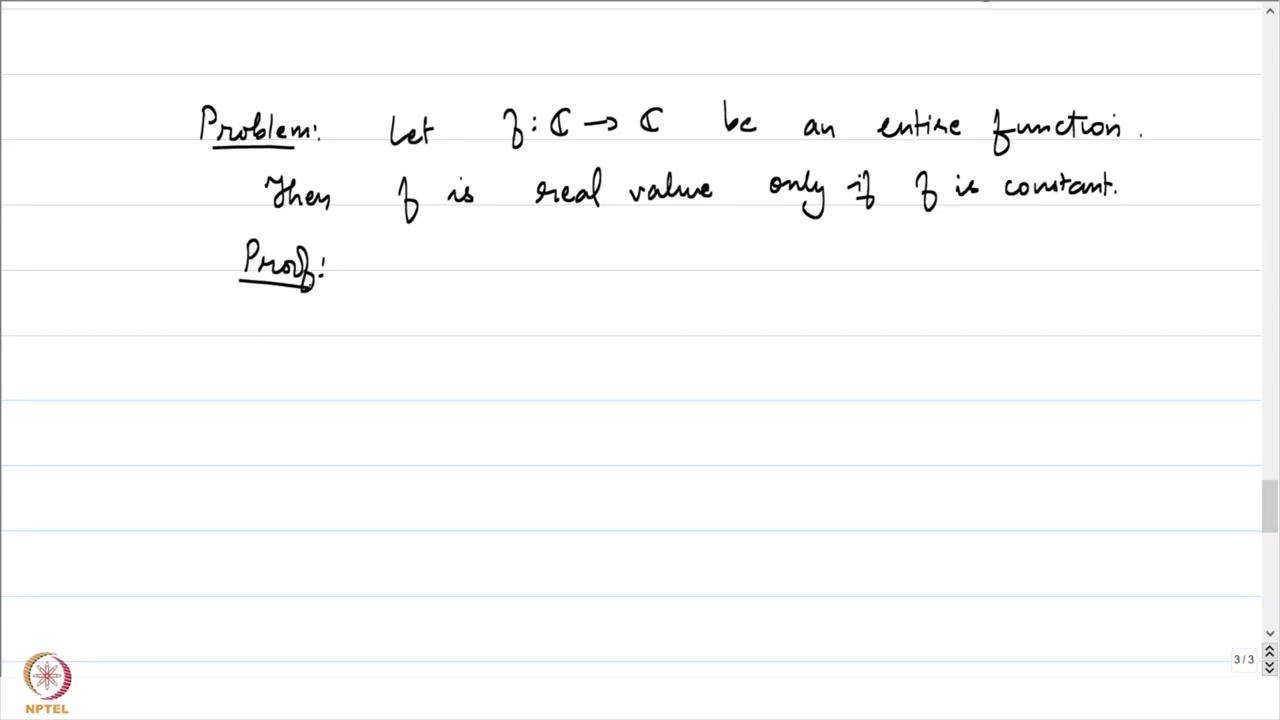 Problem: Let f: ℂ → ℂ be an entire function.
Then f is real value only if f is constant.
Proof:
3 / 3
NPTEL